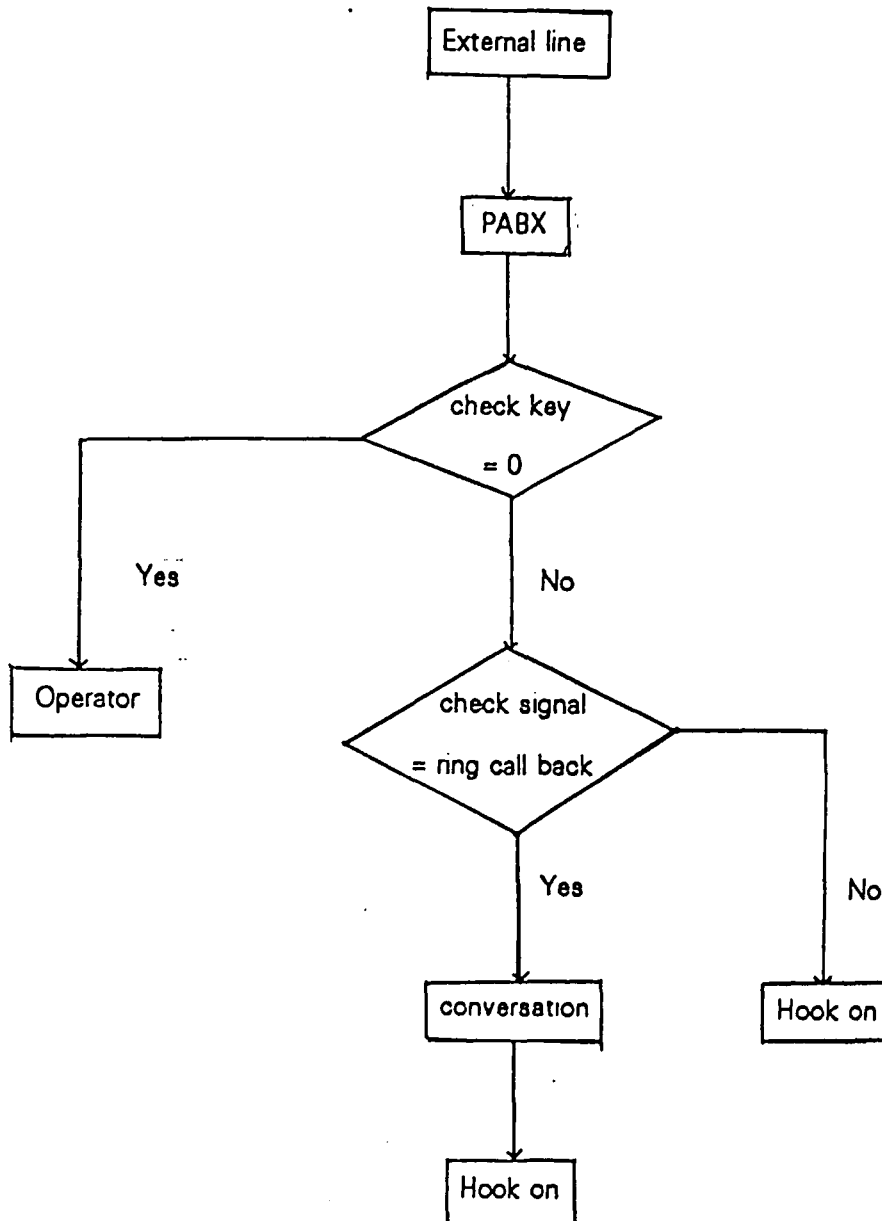 External line
PABX
check key
= 0
Yes
No
Operator
check signal
= ring call back
Yes
No
conversation
Hook on
Hook on